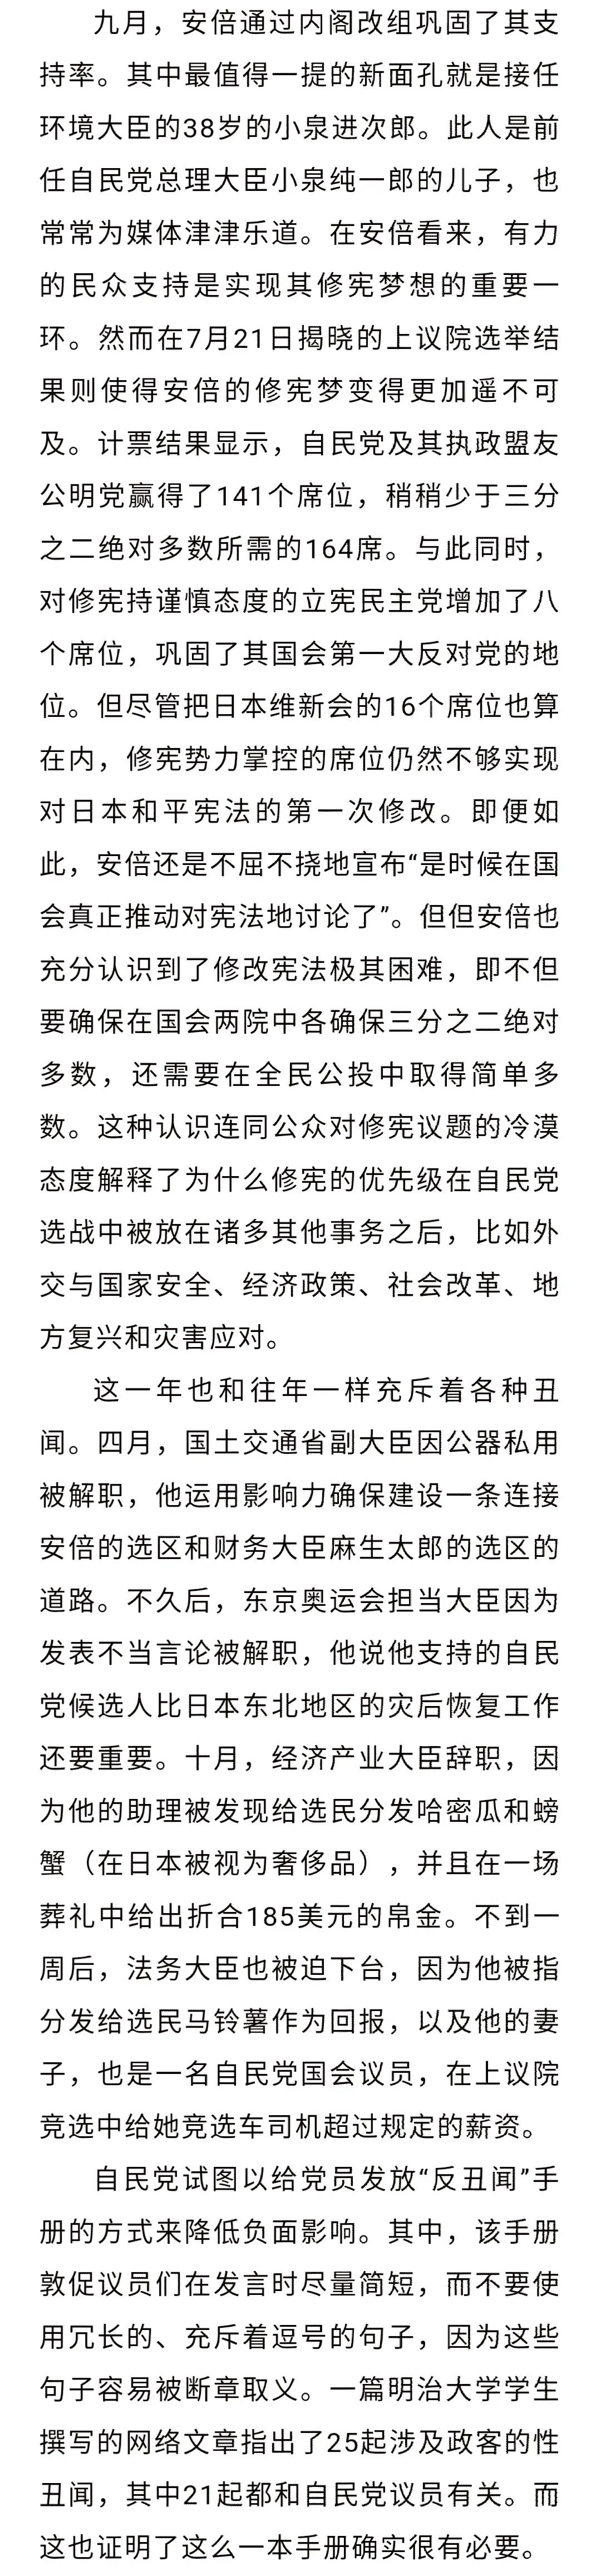 九月，安倍通过内阁改组巩固了其支
持率。其中最值得一提的新面孔就是接任
环境大臣的38岁的小泉进次郎。此人是前
任自民党总理大臣小泉纯一郎的儿子，也
常常为媒体津津乐道。在安倍看来，有力
的民众支持是实现其修宪梦想的重要一
环。然而在7月21日揭晓的上议院选举结
果则使得安倍的修宪梦变得更加遥不可
及。计票结果显示，自民党及其执政盟友
公明党赢得了141个席位，稍稍少于三分
之二绝对多数所需的164席。与此同时，
对修宪持谨慎态度的立宪民主党增加了八
个席位，巩固了其国会第一大反对党的地
位。但尽管把日本维新会的16个席位也算
在内，修宪势力掌控的席位仍然不够实现
对日本和平宪法的第一次修改。即便如
此，安倍还是不屈不挠地宣布“是时候在国
会真正推动对宪法地讨论了”。但但安倍也
充分认识到了修改宪法极其困难，即不但
要确保在国会两院中各确保三分之二绝对
多数，还需要在全民公投中取得简单多
数。这种认识连同公众对修宪议题的冷漠
态度解释了为什么修宪的优先级在自民党
选战中被放在诸多其他事务之后，比如外
交与国家安全、经济政策、社会改革、地
方复兴和灾害应对。
这一年也和往年一样充斥着各种丑
闻。四月，国土交通省副大臣因公器私用
被解职，他运用影响力确保建设一条连接
安倍的选区和财务大臣麻生太郎的选区的
道路。不久后，东京奥运会担当大臣因为
发表不当言论被解职，他说他支持的自民
党候选人比日本东北地区的灾后恢复工作
还要重要。十月，经济产业大臣辞职，因
为他的助理被发现给选民分发哈密瓜和螃
蟹（在日本被视为奢侈品），并且在一场
葬礼中给出折合185美元的帛金。不到一
周后，法务大臣也被迫下台，因为他被指
分发给选民马铃薯作为回报，以及他的妻
子，也是一名自民党国会议员，在上议院
竞选中给她竞选车司机超过规定的薪资。
自民党试图以给党员发放“反丑闻”手
册的方式来降低负面影响。其中，该手册
敦促议员们在发言时尽量简短，而不要使
用冗长的、充斥着逗号的句子，因为这些
句子容易被断章取义。一篇明治大学学生
撰写的网络文章指出了25起涉及政客的性
丑闻，其中21起都和自民党议员有关。而
这也证明了这么一本手册确实很有必要。